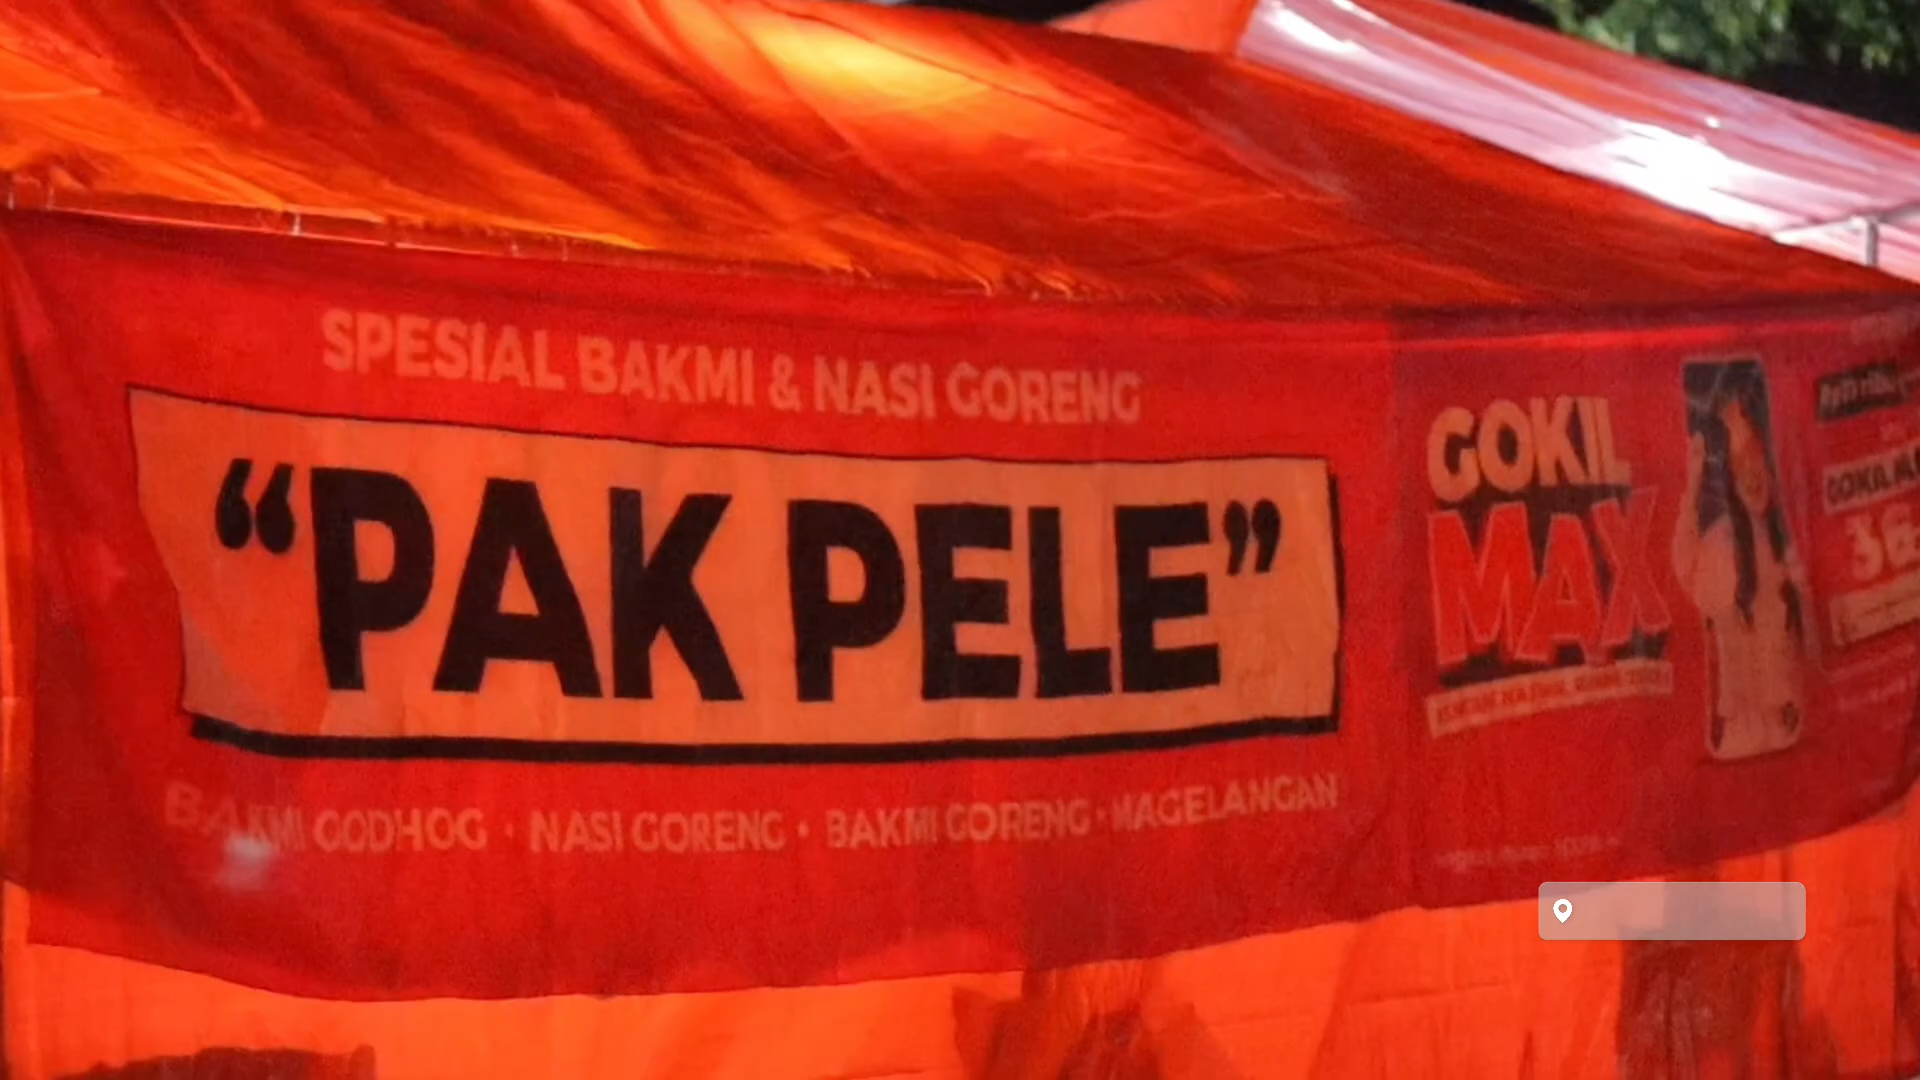 SPESIAL BAKMI & NASI GORENG
“PAK PELE”
BAKMI GODHOG • NASI GORENG • BAKMI GORENG • MAGELANGAN
GOKIL
MAX